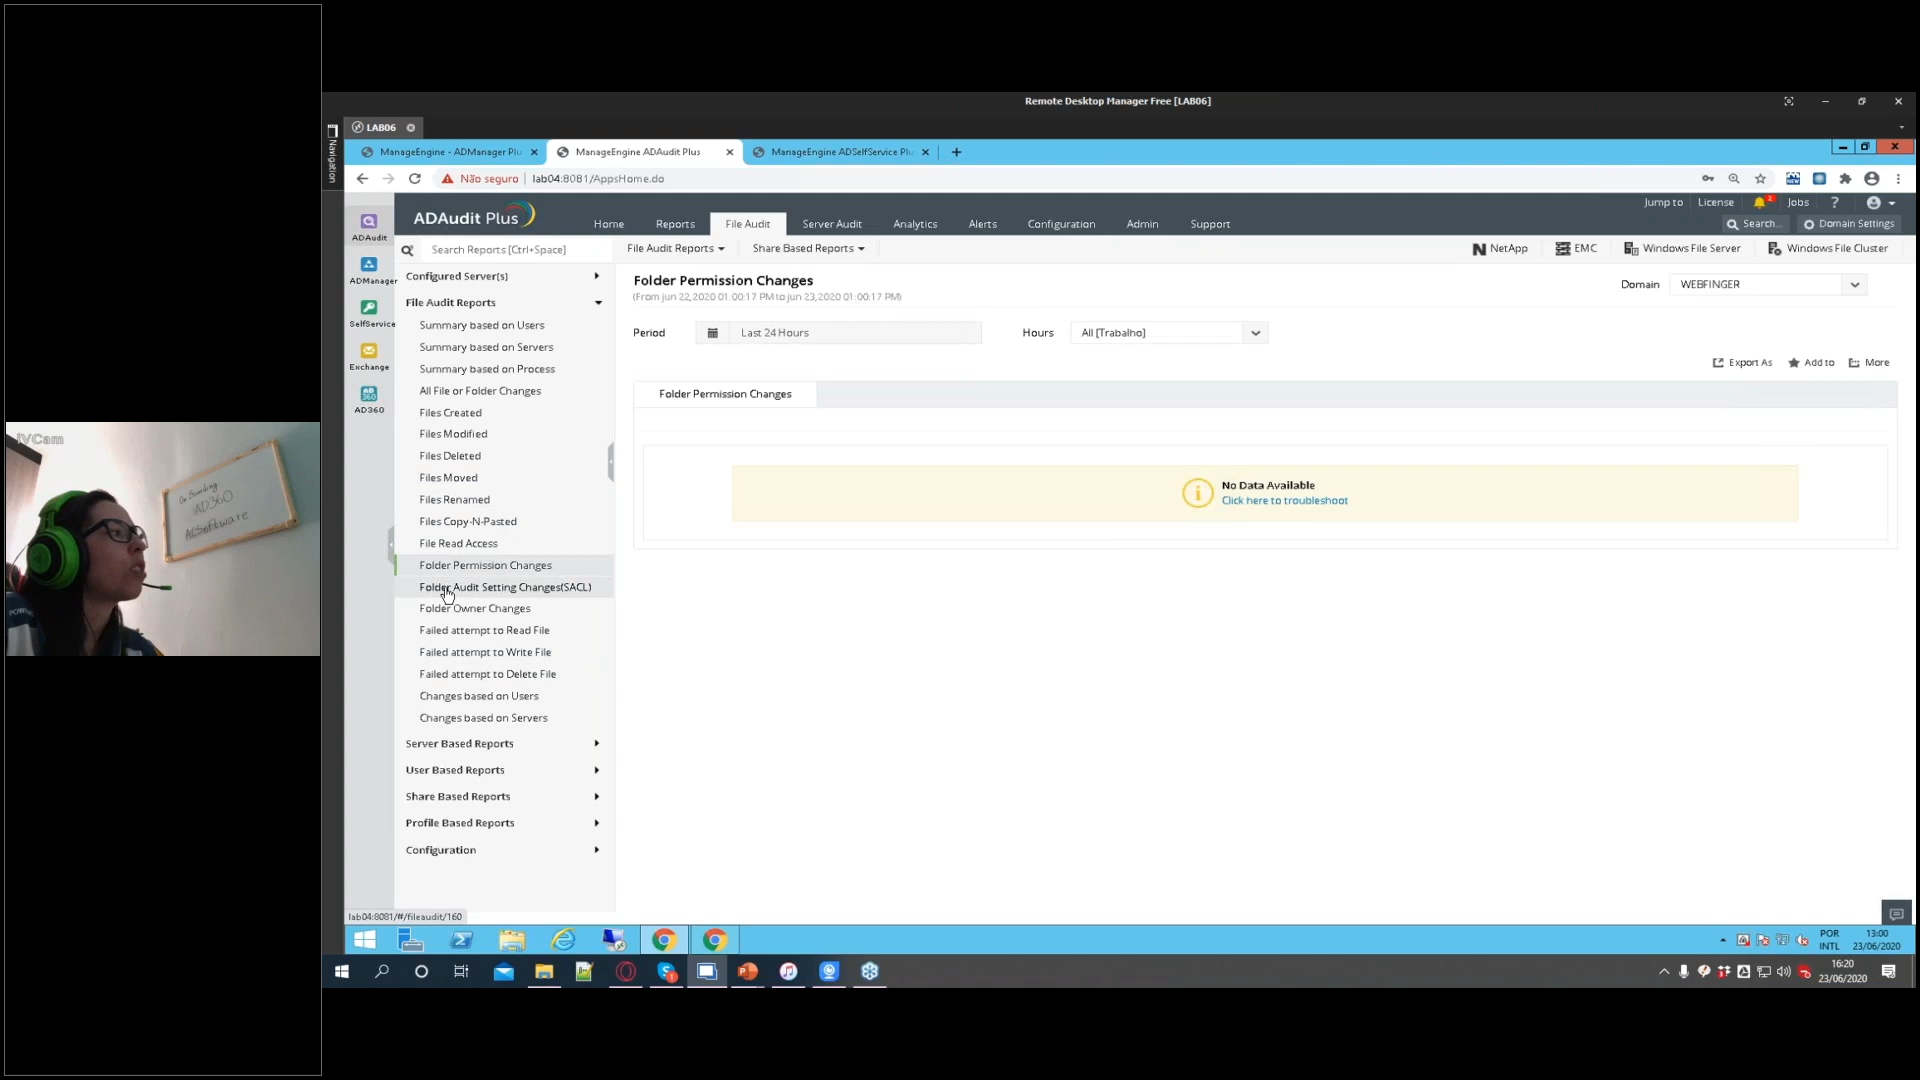 Remote Desktop Manager Free [LAB06]
LAB06
Navigation
ManageEngine - ADManager Plu
ManageEngine ADAudit Plus
ManageEngine ADSelfService Plu
Não seguro
lab04:8081/AppsHome.do
ADAudit
ADManager
SelfService
Exchange
AD360
ADAudit Plus
Home
Reports
File Audit
Server Audit
Analytics
Alerts
Configuration
Admin
Support
Jump to
License
2
Jobs
?
Search...
Domain Settings
Search Reports [Ctrl+Space]
File Audit Reports
Share Based Reports
NetApp
EMC
Windows File Server
Windows File Cluster
Configured Server(s)
File Audit Reports
Summary based on Users
Summary based on Servers
Summary based on Process
All File or Folder Changes
Files Created
Files Modified
Files Deleted
Files Moved
Files Renamed
Files Copy-N-Pasted
File Read Access
Folder Permission Changes
Folder Audit Setting Changes(SACL)
Folder Owner Changes
Failed attempt to Read File
Failed attempt to Write File
Failed attempt to Delete File
Changes based on Users
Changes based on Servers
Server Based Reports
User Based Reports
Share Based Reports
Profile Based Reports
Configuration
Folder Permission Changes
(From jun 22,2020 01:00:17 PM to jun 23,2020 01:00:17 PM)
Domain
WEBFINGER
Period
Last 24 Hours
Hours
All [Trabalho]
Export As
Add to
More
Folder Permission Changes
No Data Available
Click here to troubleshoot
lab04:8081/#/fileaudit/160
POR
INTL
13:00
23/06/2020
16:20
23/06/2020
iVCam
On Boarding
AD360
ACSoftware